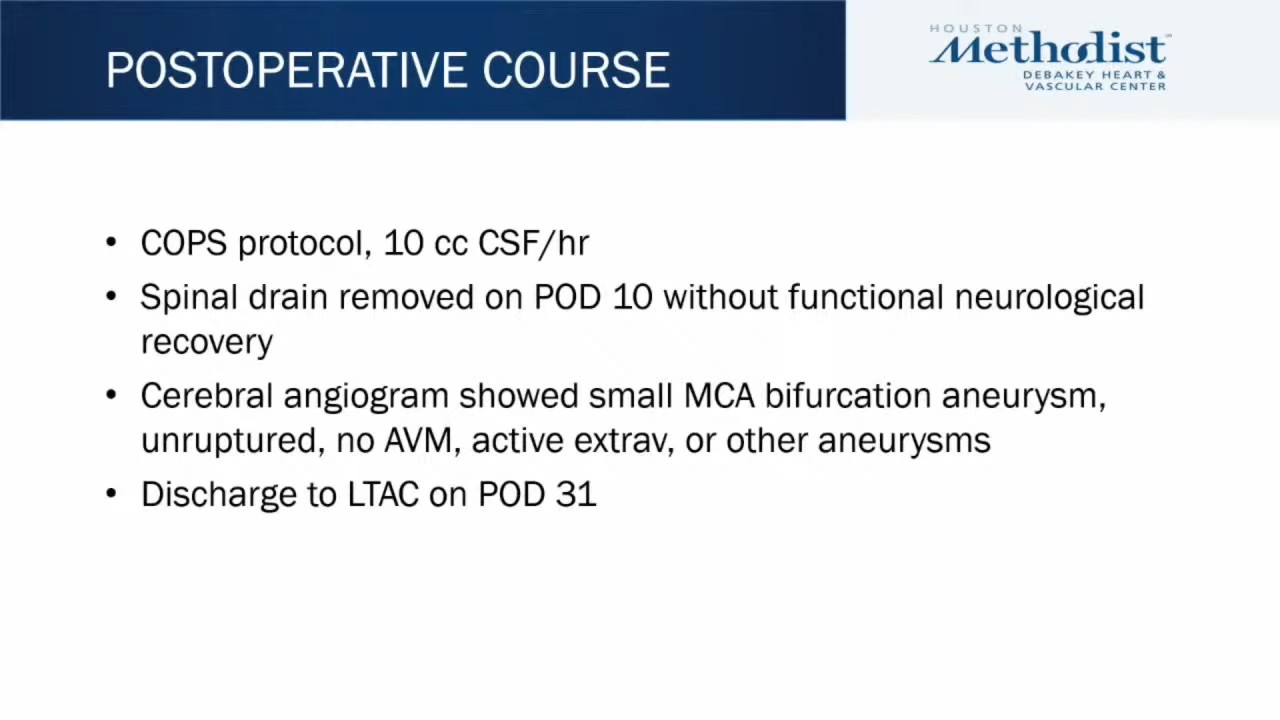 POSTOPERATIVE COURSE
HOUSTON
Methodist
DEBAKEY HEART &
VASCULAR CENTER
• COPS protocol, 10 cc CSF/hr
• Spinal drain removed on POD 10 without functional neurological
recovery
• Cerebral angiogram showed small MCA bifurcation aneurysm,
unruptured, no AVM, active extrav, or other aneurysms
• Discharge to LTAC on POD 31